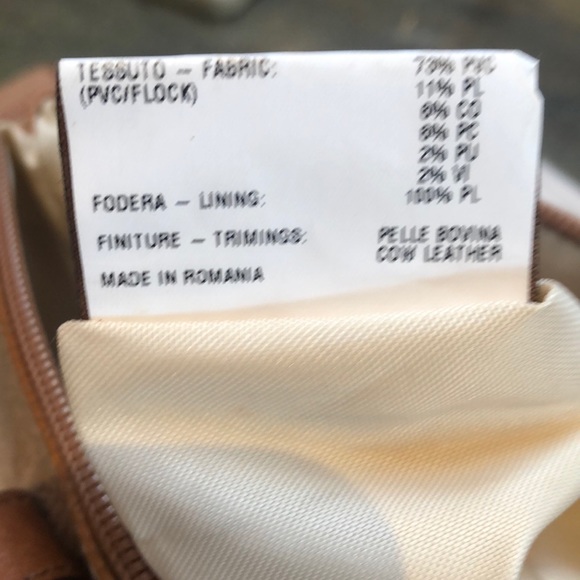 TESSUTO – FABRIC: 73% PVC
(PVC/FLOCK) 11% PL
6% CO
6% PC
2% PU
2% VI
FODERA – LINING: 100% PL
FINITURE – TRIMINGS: PELLE BOVINA
COW LEATHER
MADE IN ROMANIA